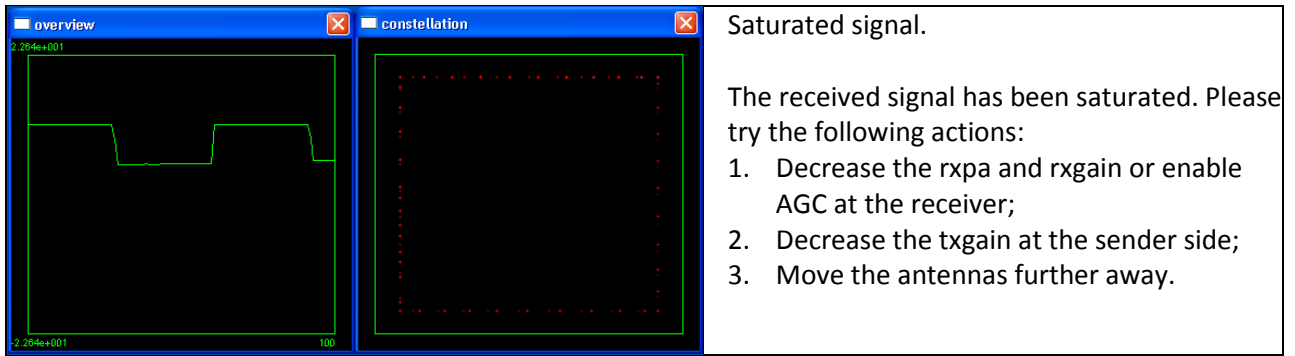 overview
2.264e+001
-2.264e+001
100
constellation
Saturated signal.
The received signal has been saturated. Please
try the following actions:
1. Decrease the rxpa and rxgain or enable
AGC at the receiver;
2. Decrease the txgain at the sender side;
3. Move the antennas further away.